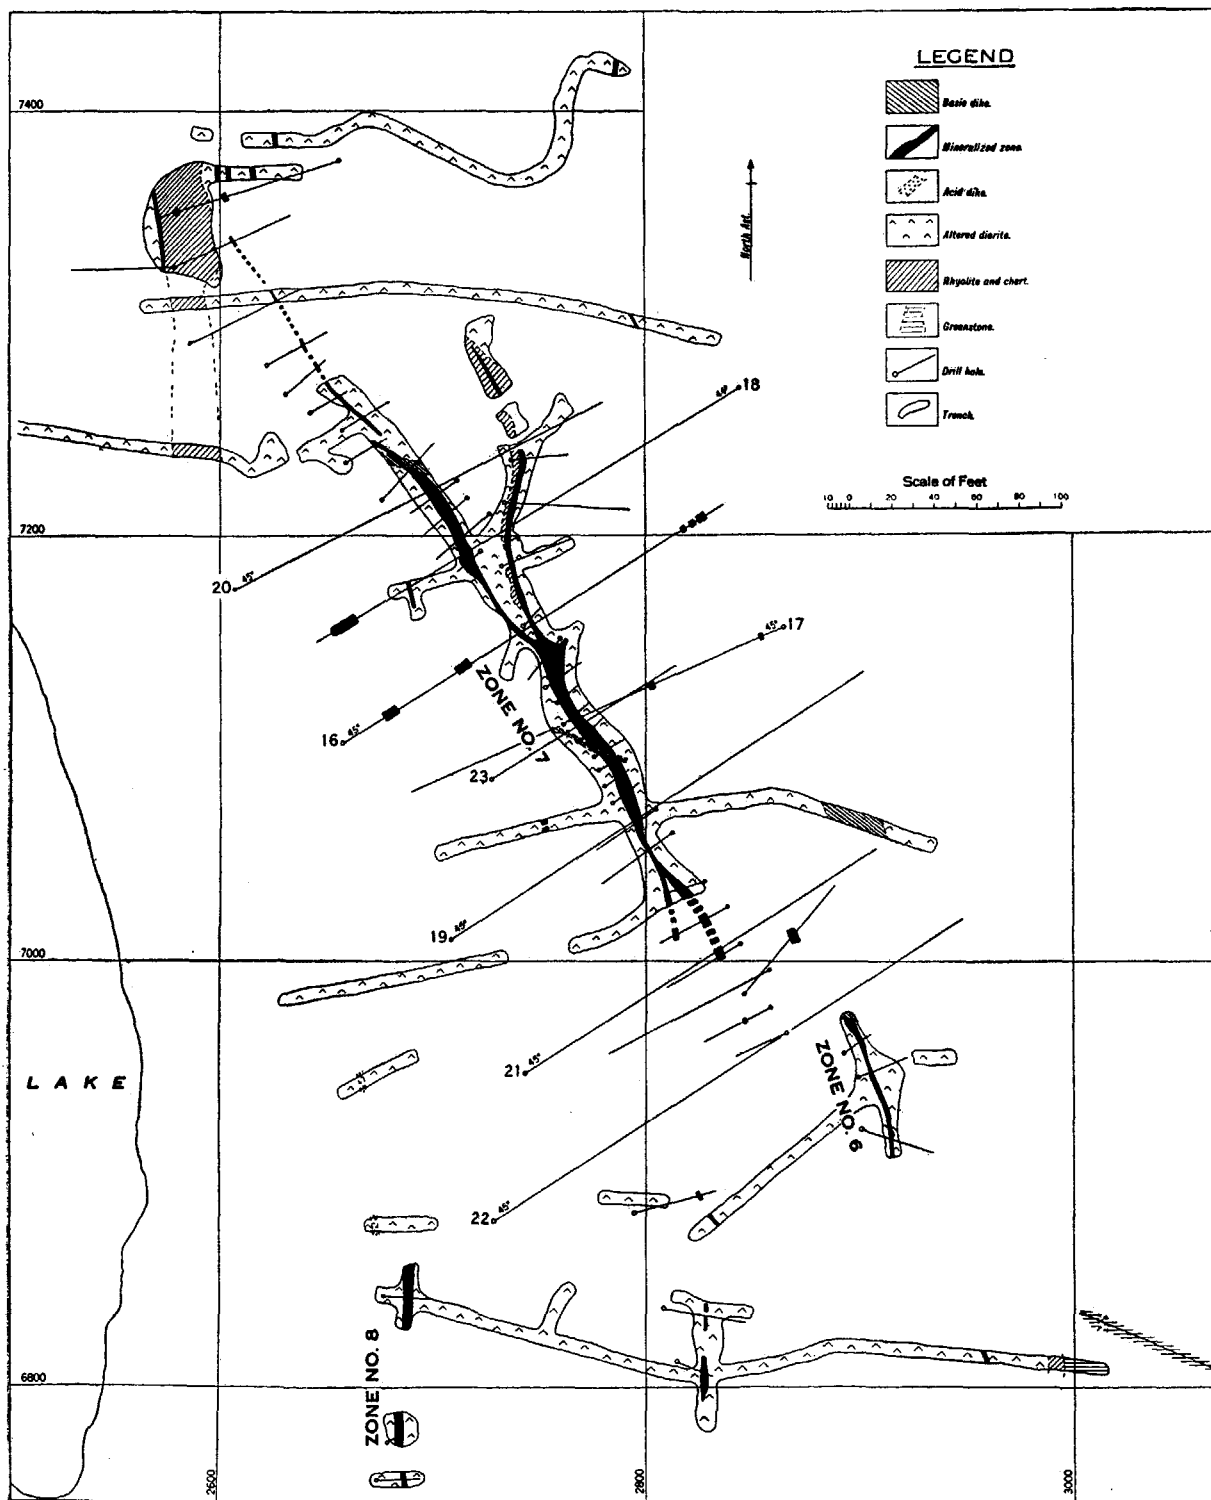 LEGEND
Basic dike.
Mineralized zone.
Acid dike.
Altered diorite.
Rhyolite and chert.
Greenstone.
Drill hole.
Trench.
Scale of Feet
10 0 20 40 60 80 100
North Ast.
7400
7200
7000
6800
2600
2800
3000
18
45°
20
45°
17
45°
16
45°
23
19
45°
21
45°
22
45°
ZONE NO. 7
ZONE NO. 6
ZONE NO. 8
LAKE